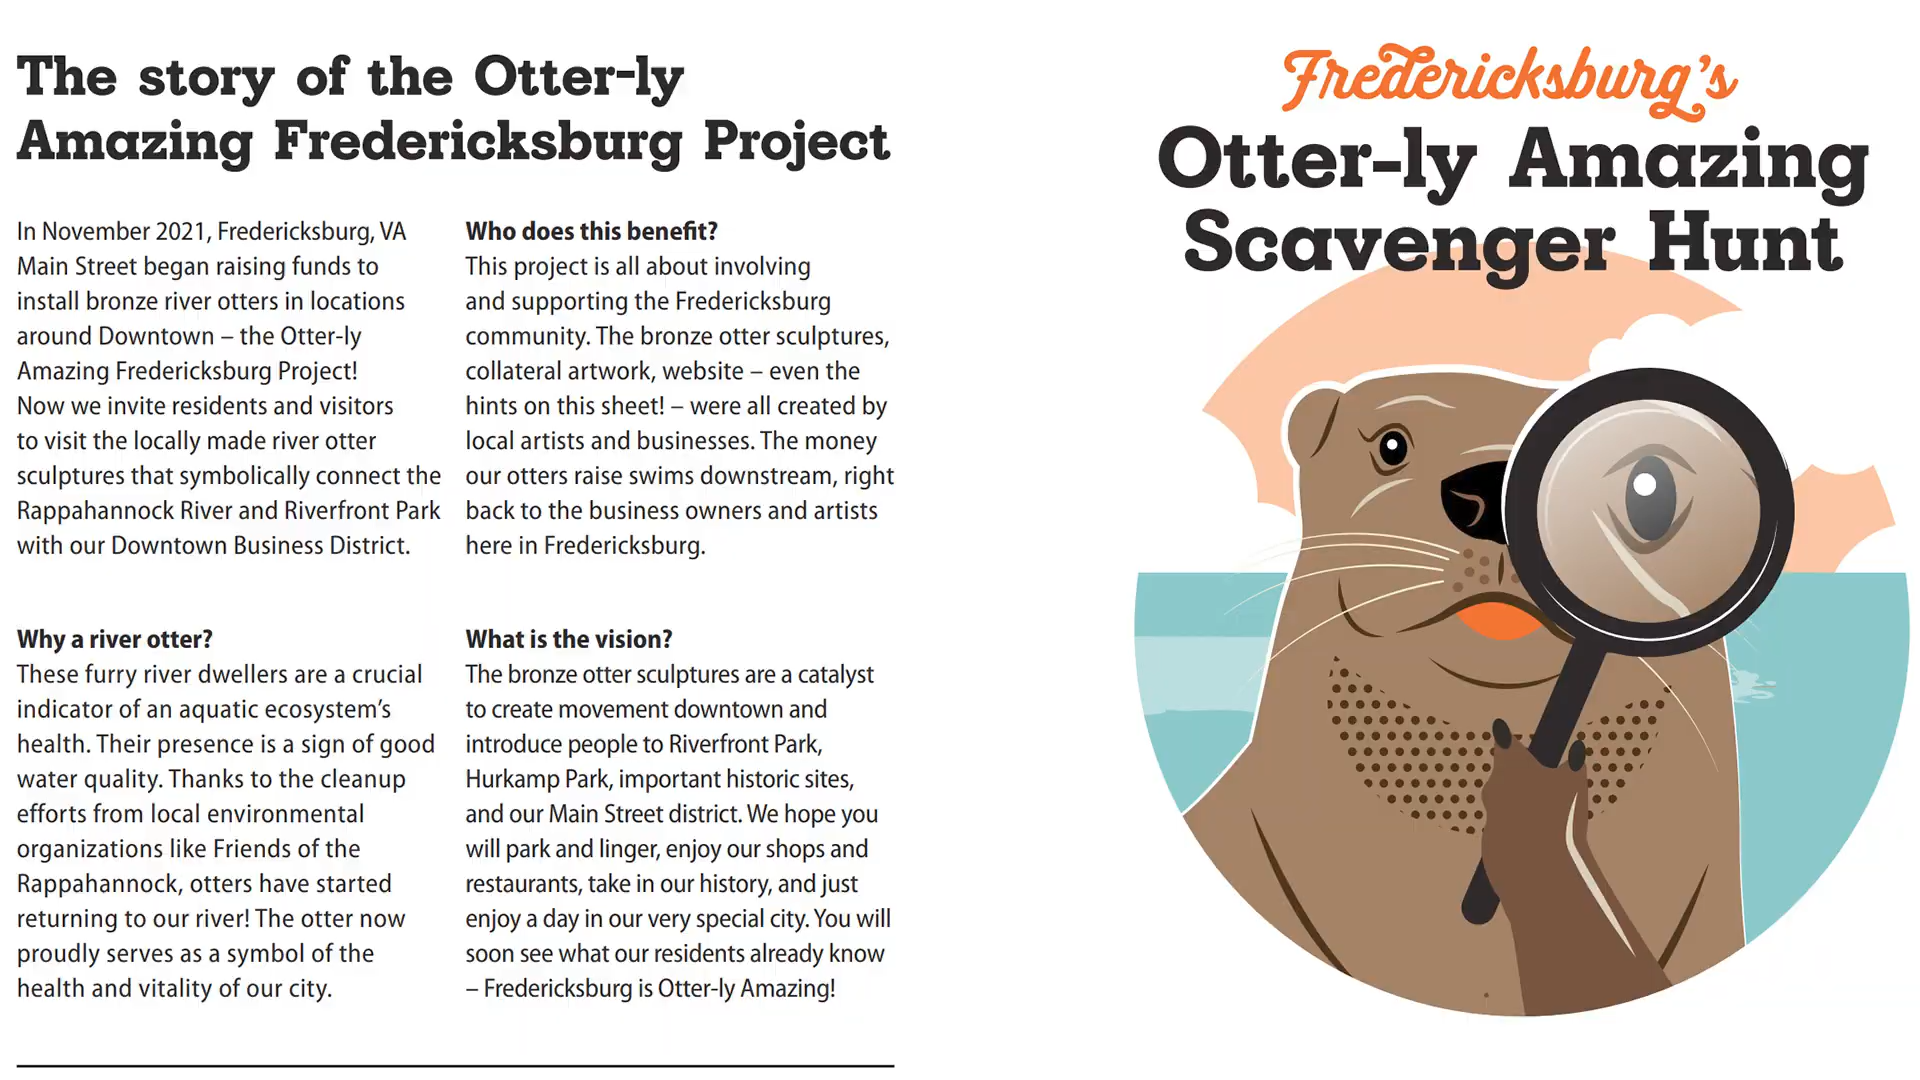 The story of the Otter-ly
Amazing Fredericksburg Project
In November 2021, Fredericksburg, VA
Main Street began raising funds to
install bronze river otters in locations
around Downtown – the Otter-ly
Amazing Fredericksburg Project!
Now we invite residents and visitors
to visit the locally made river otter
sculptures that symbolically connect the
Rappahannock River and Riverfront Park
with our Downtown Business District.
Why a river otter?
These furry river dwellers are a crucial
indicator of an aquatic ecosystem’s
health. Their presence is a sign of good
water quality. Thanks to the cleanup
efforts from local environmental
organizations like Friends of the
Rappahannock, otters have started
returning to our river! The otter now
proudly serves as a symbol of the
health and vitality of our city.
Who does this benefit?
This project is all about involving
and supporting the Fredericksburg
community. The bronze otter sculptures,
collateral artwork, website – even the
hints on this sheet! – were all created by
local artists and businesses. The money
our otters raise swims downstream, right
back to the business owners and artists
here in Fredericksburg.
What is the vision?
The bronze otter sculptures are a catalyst
to create movement downtown and
introduce people to Riverfront Park,
Hurkamp Park, important historic sites,
and our Main Street district. We hope you
will park and linger, enjoy our shops and
restaurants, take in our history, and just
enjoy a day in our very special city. You will
soon see what our residents already know
– Fredericksburg is Otter-ly Amazing!
Fredericksburg’s
Otter-ly Amazing
Scavenger Hunt